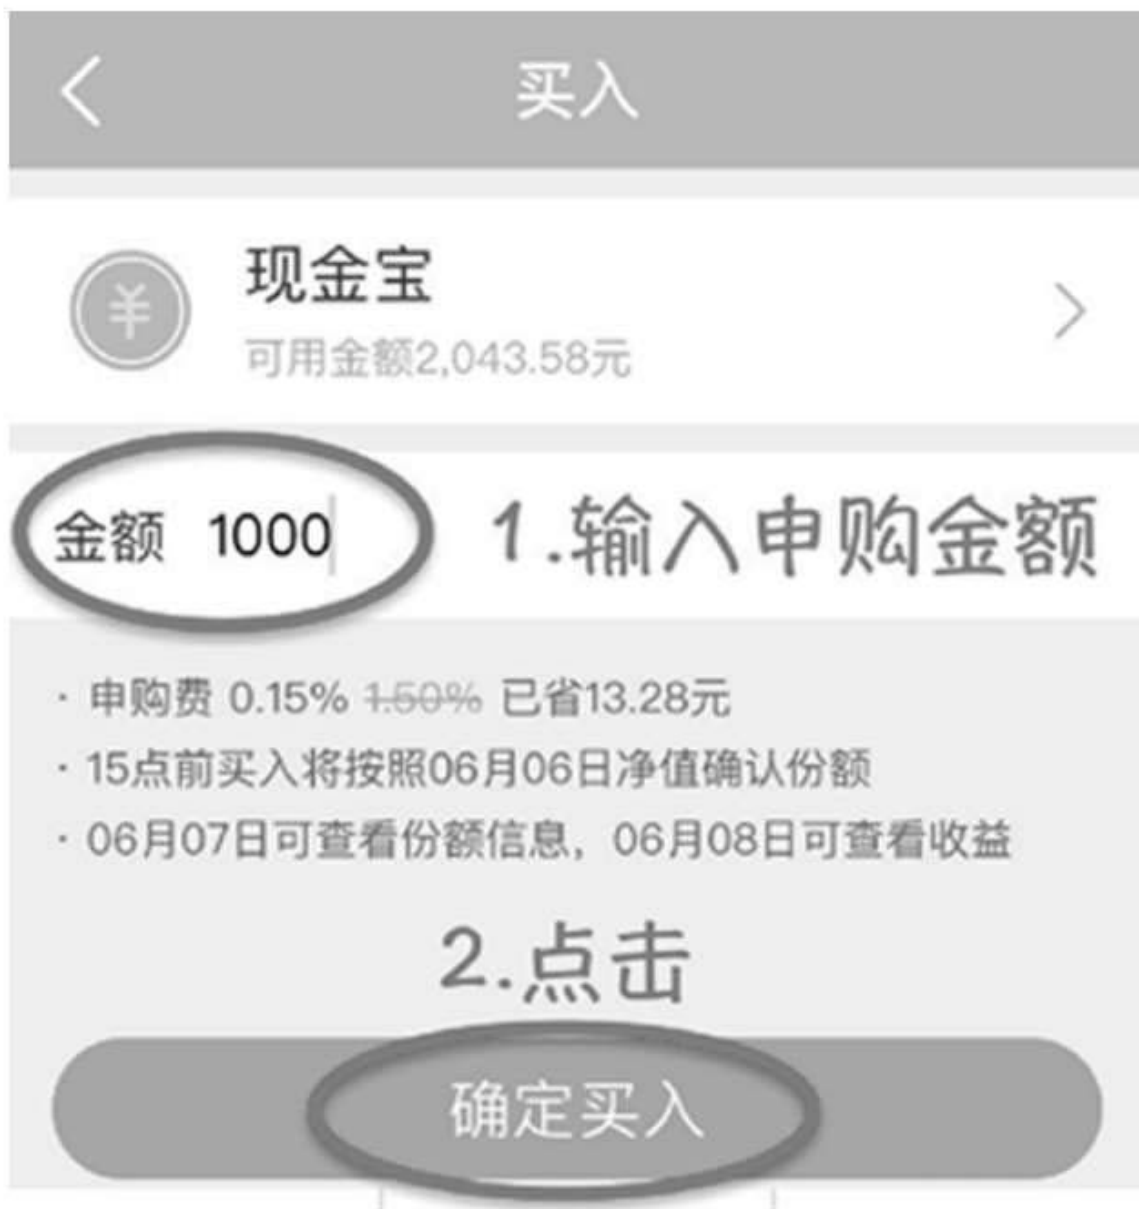 买入
现金宝
可用金额2,043.58元
金额 1000 1.输入申购金额
· 申购费 0.15% 1.50% 已省13.28元
· 15点前买入将按照06月06日净值确认份额
· 06月07日可查看份额信息，06月08日可查看收益
2.点击
确定买入